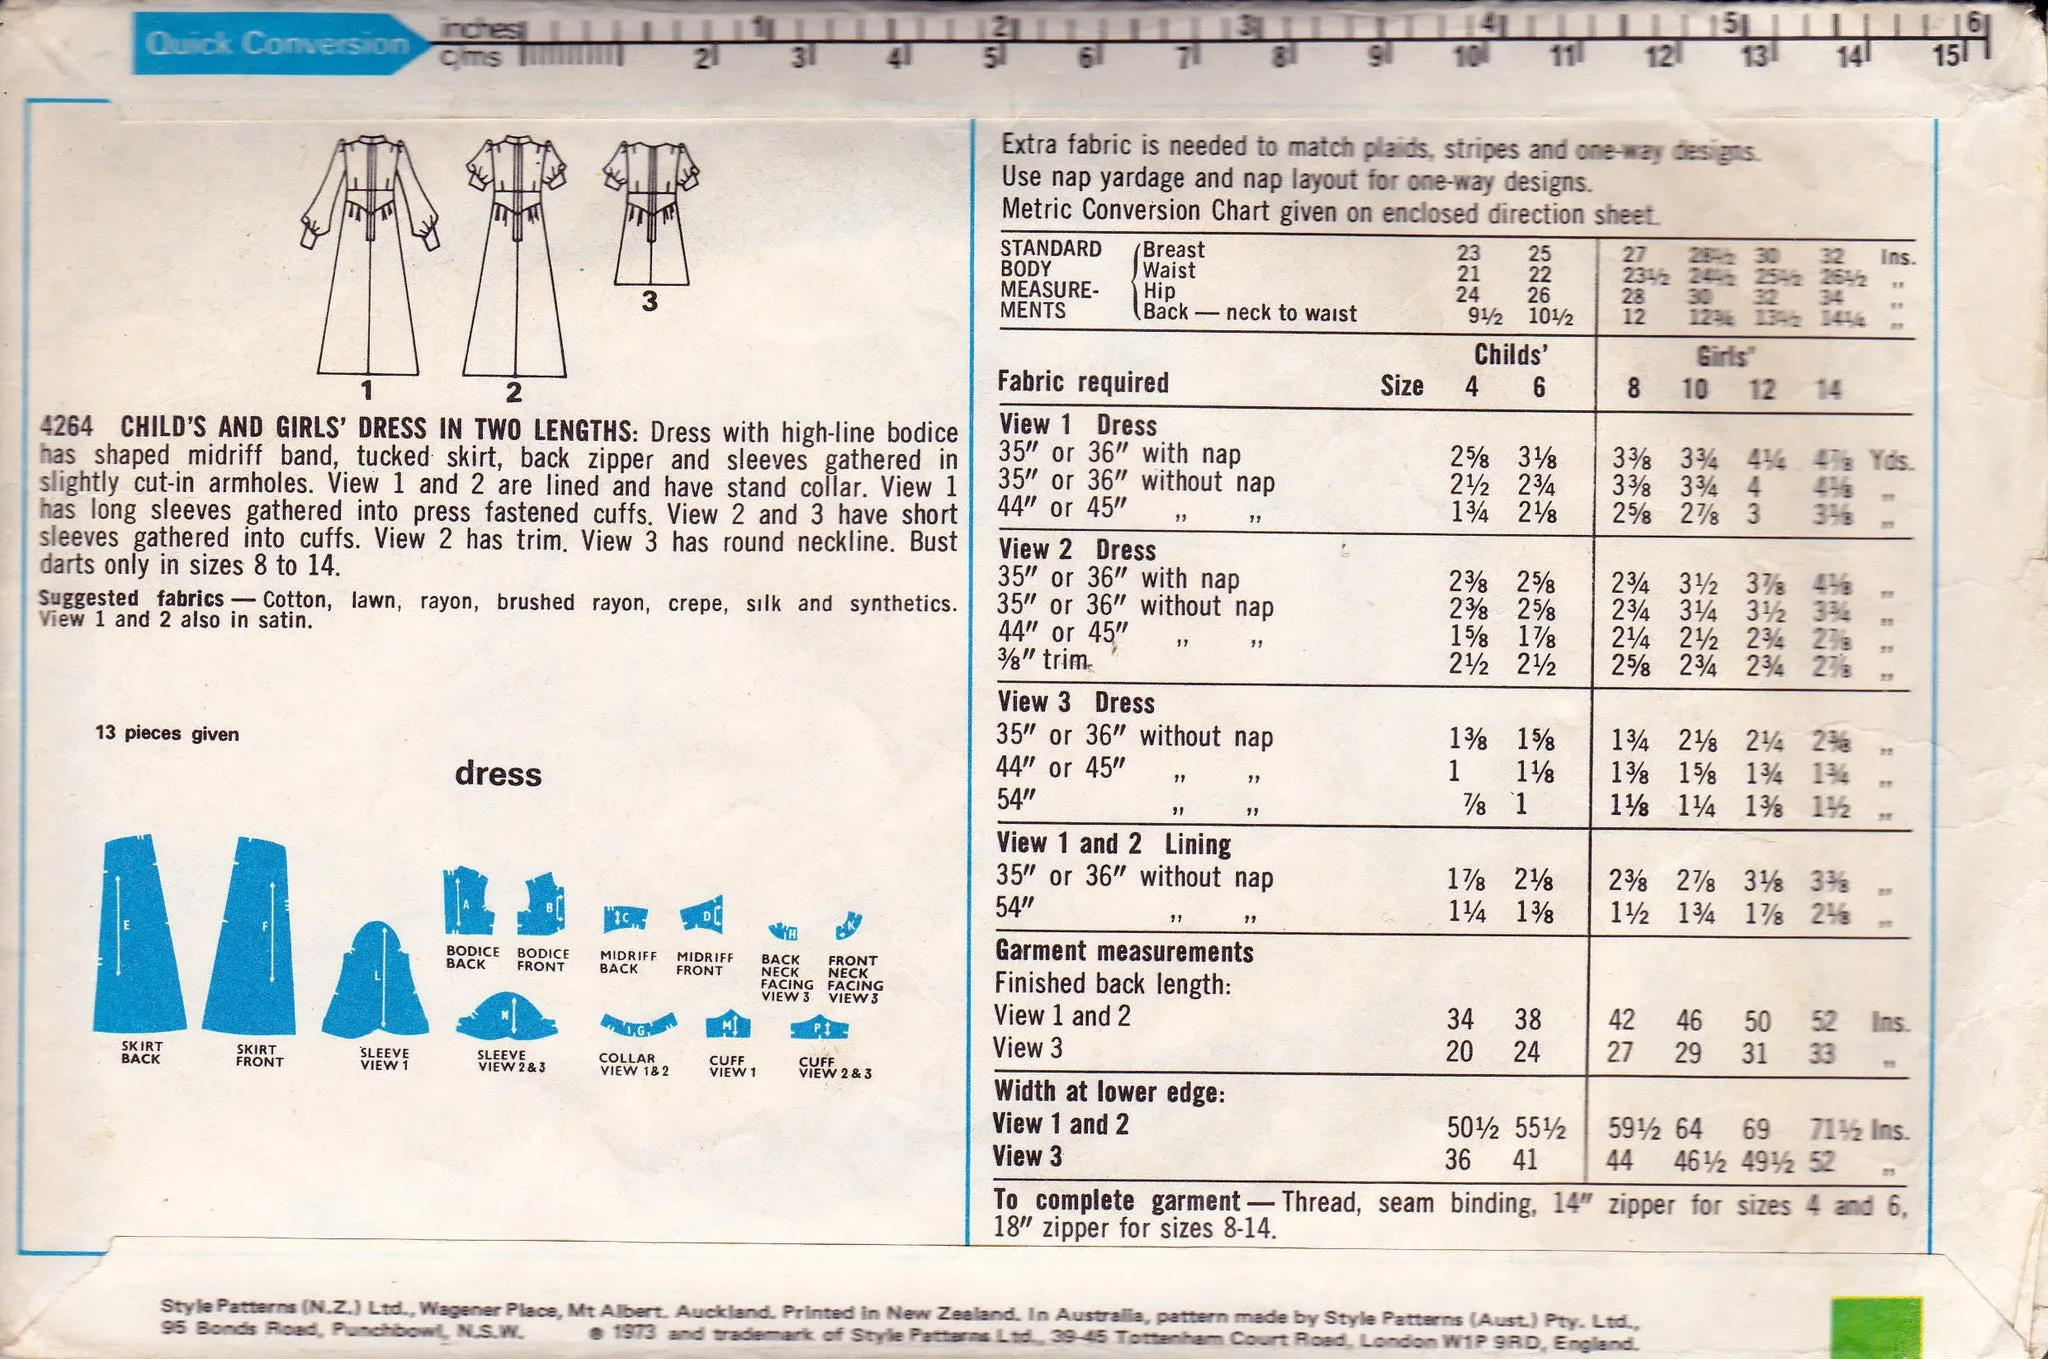 Quick Conversion
inches 1 2 3 4 5 6
c/ms 2 3 4 5 6 7 8 9 10 11 12 13 14 15
1 2 3
4264 CHILD'S AND GIRLS' DRESS IN TWO LENGTHS: Dress with high-line bodice
has shaped midriff band, tucked skirt, back zipper and sleeves gathered in
slightly cut-in armholes. View 1 and 2 are lined and have stand collar. View 1
has long sleeves gathered into press fastened cuffs. View 2 and 3 have short
sleeves gathered into cuffs. View 2 has trim. View 3 has round neckline. Bust
darts only in sizes 8 to 14.
Suggested fabrics — Cotton, lawn, rayon, brushed rayon, crepe, silk and synthetics.
View 1 and 2 also in satin.
13 pieces given
dress
E F L A B C D H K
BODICE BACK
BODICE FRONT
MIDRIFF BACK
MIDRIFF FRONT
BACK NECK FACING VIEW 3
FRONT NECK FACING VIEW 3
N G M P
SKIRT BACK
SKIRT FRONT
SLEEVE VIEW 1
SLEEVE VIEW 2&3
COLLAR VIEW 1&2
CUFF VIEW 1
CUFF VIEW 2&3
Extra fabric is needed to match plaids, stripes and one-way designs.
Use nap yardage and nap layout for one-way designs.
Metric Conversion Chart given on enclosed direction sheet.
STANDARD BODY MEASURE-MENTS
Breast 23 25 27 28½ 30 32 Ins.
Waist 21 22 23½ 24½ 25½ 26½ ,,
Hip 24 26 28 30 32 34 ,,
Back — neck to waist 9½ 10½ 12 12¾ 13½ 14¼ ,,
Childs' Girls'
Fabric required Size 4 6 8 10 12 14
View 1 Dress
35" or 36" with nap 2⅝ 3⅛ 3⅜ 3¾ 4¼ 4⅞ Yds.
35" or 36" without nap 2½ 2¾ 3⅜ 3¾ 4 ,,
44" or 45" ,, ,, 1¾ 2⅛ 2⅝ 2⅞ 3 ,,
View 2 Dress
35" or 36" with nap 2⅜ 2⅝ 2¾ 3½ 3⅞ ,,
35" or 36" without nap 2⅜ 2⅝ 2¾ 3¼ 3½ 3¾ ,,
44" or 45" ,, ,, 1⅝ 1⅞ 2¼ 2½ 2¾ 2⅞ ,,
⅜" trim. 2½ 2½ 2⅝ 2¾ 2¾ 2⅞ ,,
View 3 Dress
35" or 36" without nap 1⅜ 1⅝ 1¾ 2⅛ 2¼ 2⅜ ,,
44" or 45" ,, ,, 1 1⅛ 1⅜ 1⅝ 1¾ 1¾ ,,
54" ,, ,, ⅞ 1 1⅛ 1¼ 1⅜ 1½ ,,
View 1 and 2 Lining
35" or 36" without nap 1⅞ 2⅛ 2⅜ 2⅞ 3⅛ 3⅜ ,,
54" ,, ,, 1¼ 1⅜ 1½ 1¾ 1⅞ 2⅛ ,,
Garment measurements
Finished back length:
View 1 and 2 34 38 42 46 50 52 Ins.
View 3 20 24 27 29 31 33 ,,
Width at lower edge:
View 1 and 2 50½ 55½ 59½ 64 69 71½ Ins.
View 3 36 41 44 46½ 49½ 52 ,,
To complete garment — Thread, seam binding, 14" zipper for sizes 4 and 6,
18" zipper for sizes 8-14.
Style Patterns (N.Z.) Ltd., Wagener Place, Mt Albert. Auckland. Printed in New Zealand. In Australia, pattern made by Style Patterns (Aust.) Pty. Ltd.,
95 Bonds Road, Punchbowl, N.S.W. © 1973 and trademark of Style Patterns Ltd., 39-45 Tottenham Court Road, London W1P 9RD, England.